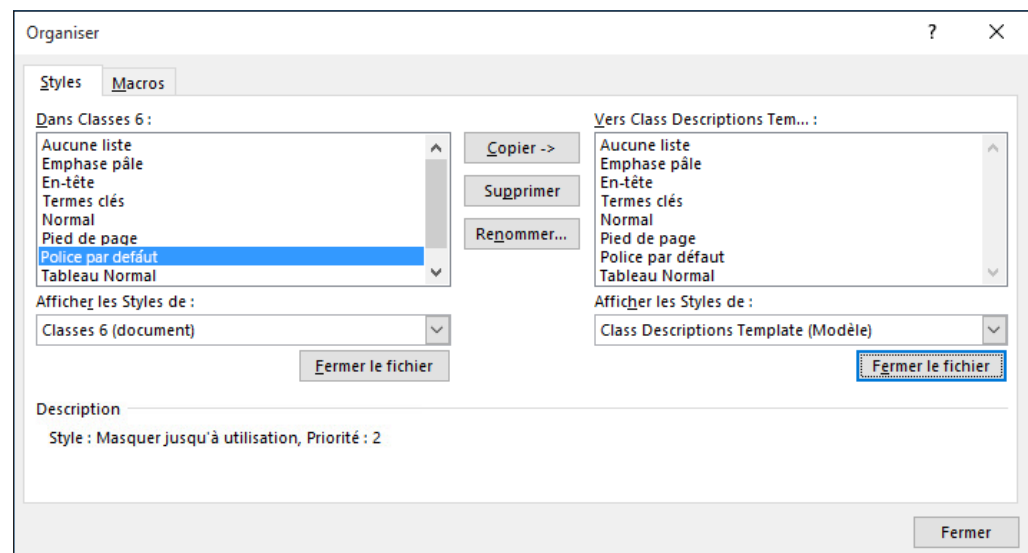 Organiser
Styles
Macros
Dans Classes 6 :
Aucune liste
Emphase pâle
En-tête
Termes clés
Normal
Pied de page
Police par defáut
Tableau Normal
Copier ->
Supprimer
Renommer...
Vers Class Descriptions Tem... :
Aucune liste
Emphase pâle
En-tête
Termes clés
Normal
Pied de page
Police par défaut
Tableau Normal
Afficher les Styles de :
Classes 6 (document)
Fermer le fichier
Afficher les Styles de :
Class Descriptions Template (Modèle)
Fermer le fichier
Description
Style : Masquer jusqu'à utilisation, Priorité : 2
Fermer